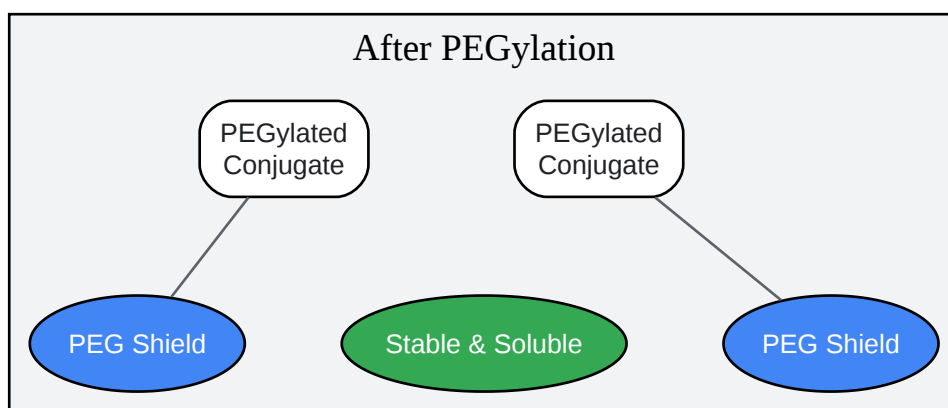 After PEGylation
PEGylated
Conjugate
PEGylated
Conjugate
PEG Shield
Stable & Soluble
PEG Shield